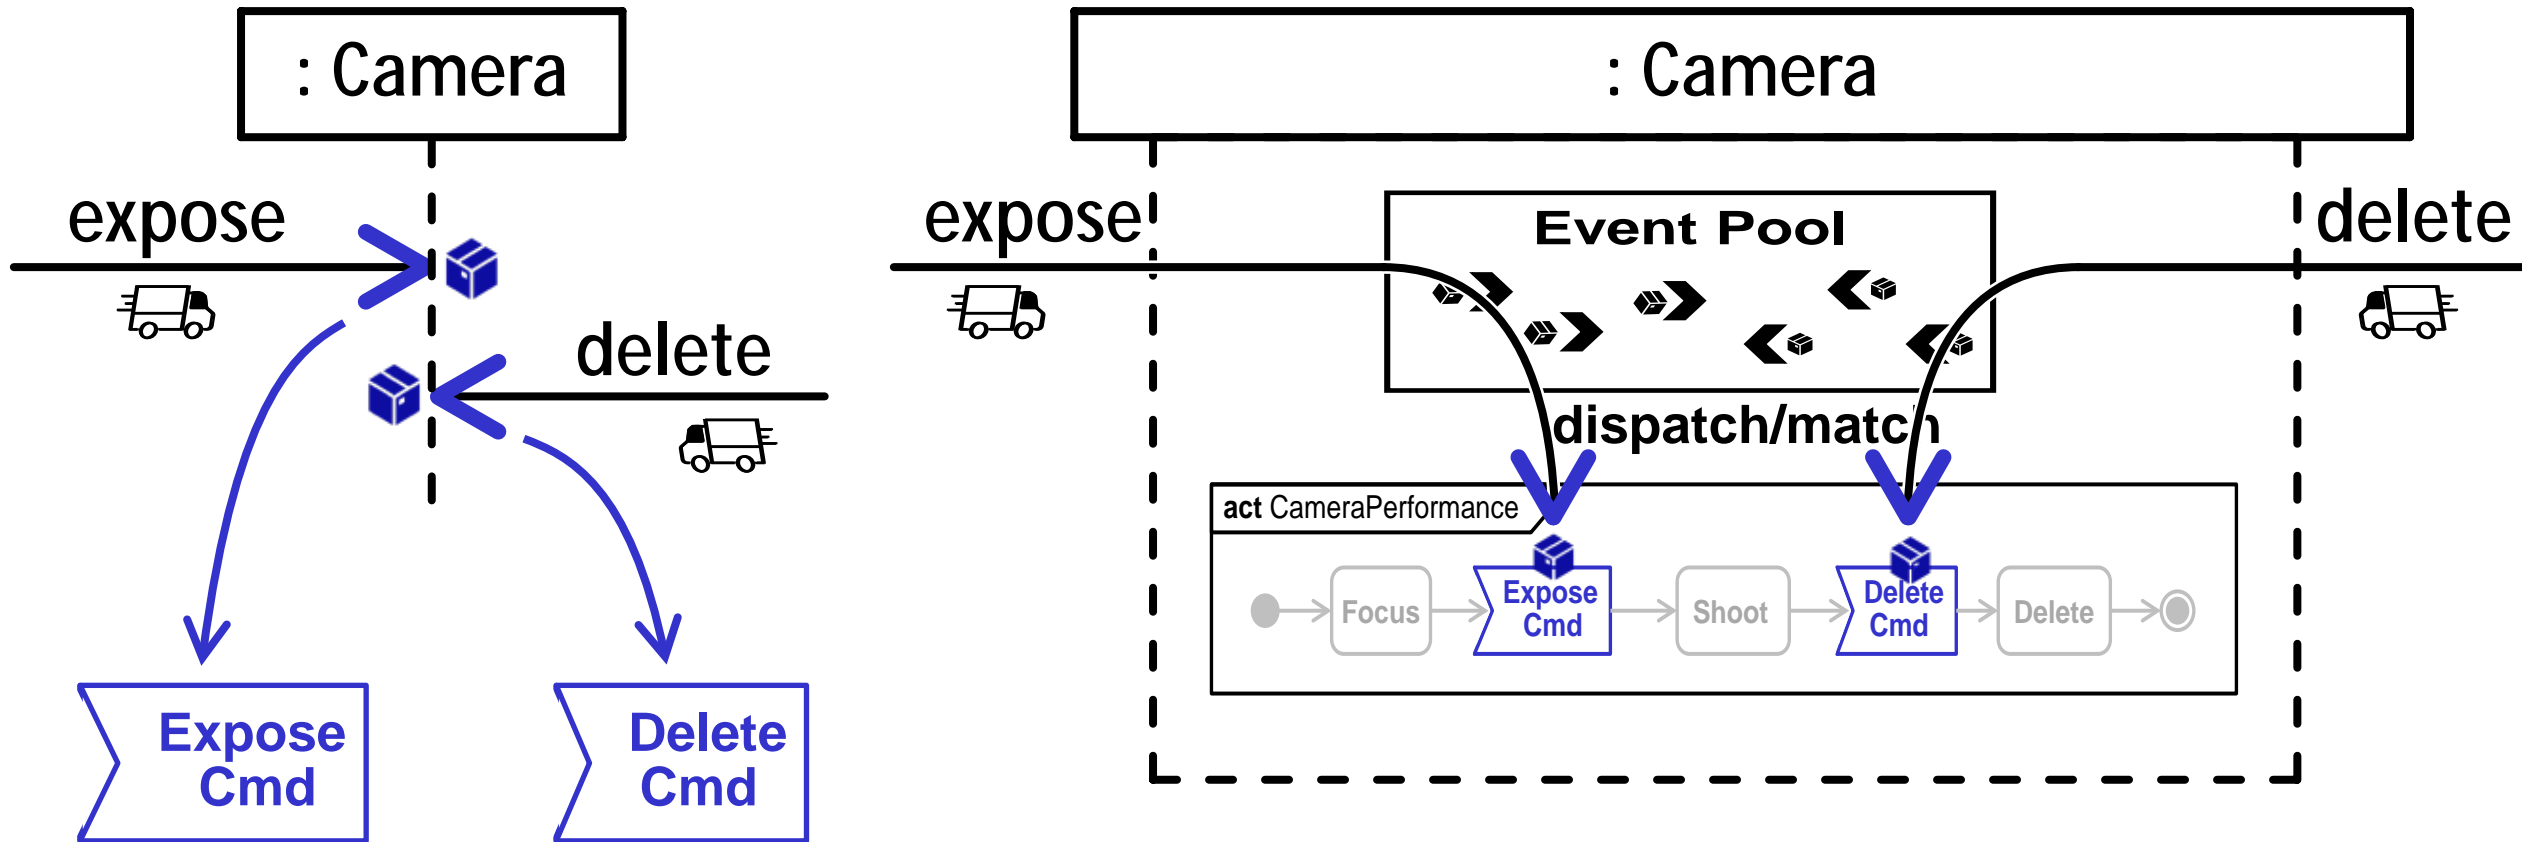 : Camera
expose
delete
Expose
Cmd
Delete
Cmd
: Camera
expose
Event Pool
delete
dispatch/match
act CameraPerformance
Focus
Expose
Cmd
Shoot
Delete
Cmd
Delete